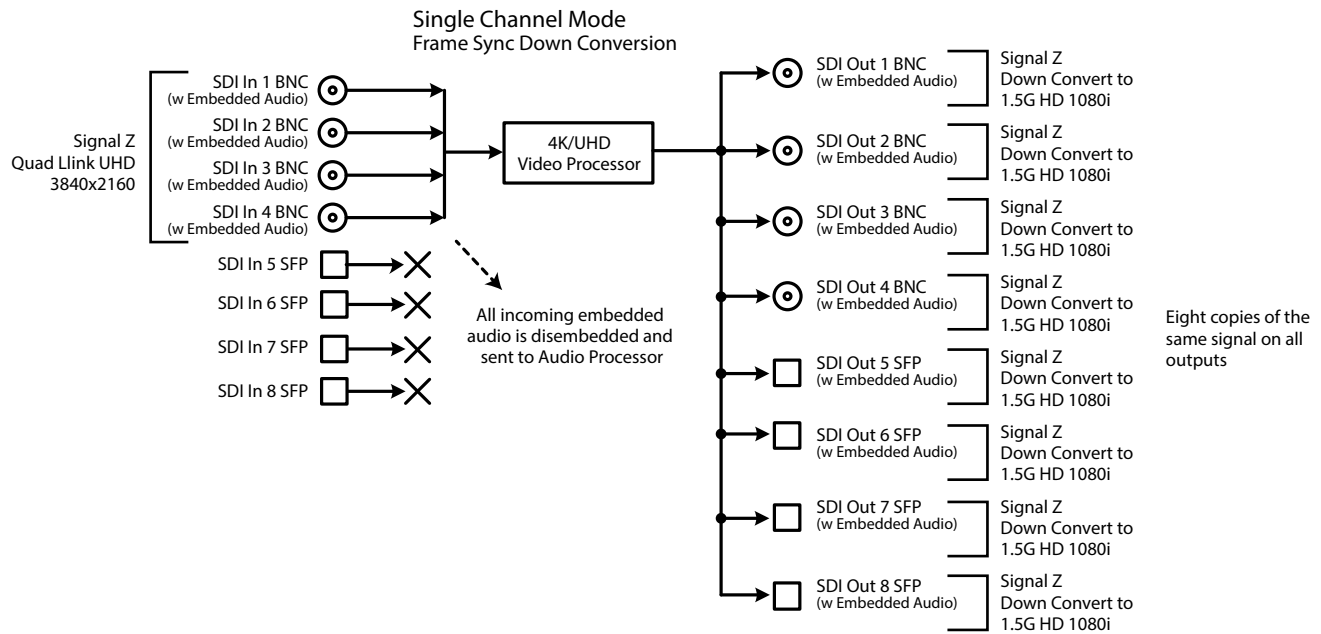 Single Channel Mode
Frame Sync Down Conversion
Signal Z
Quad Llink UHD
3840x2160
SDI In 1 BNC
(w Embedded Audio)
SDI In 2 BNC
(w Embedded Audio)
SDI In 3 BNC
(w Embedded Audio)
SDI In 4 BNC
(w Embedded Audio)
SDI In 5 SFP
SDI In 6 SFP
SDI In 7 SFP
SDI In 8 SFP
All incoming embedded
audio is disembedded and
sent to Audio Processor
4K/UHD
Video Processor
SDI Out 1 BNC
(w Embedded Audio)
Signal Z
Down Convert to
1.5G HD 1080i
SDI Out 2 BNC
(w Embedded Audio)
Signal Z
Down Convert to
1.5G HD 1080i
SDI Out 3 BNC
(w Embedded Audio)
Signal Z
Down Convert to
1.5G HD 1080i
SDI Out 4 BNC
(w Embedded Audio)
Signal Z
Down Convert to
1.5G HD 1080i
SDI Out 5 SFP
(w Embedded Audio)
Signal Z
Down Convert to
1.5G HD 1080i
SDI Out 6 SFP
(w Embedded Audio)
Signal Z
Down Convert to
1.5G HD 1080i
SDI Out 7 SFP
(w Embedded Audio)
Signal Z
Down Convert to
1.5G HD 1080i
SDI Out 8 SFP
(w Embedded Audio)
Signal Z
Down Convert to
1.5G HD 1080i
Eight copies of the
same signal on all
outputs